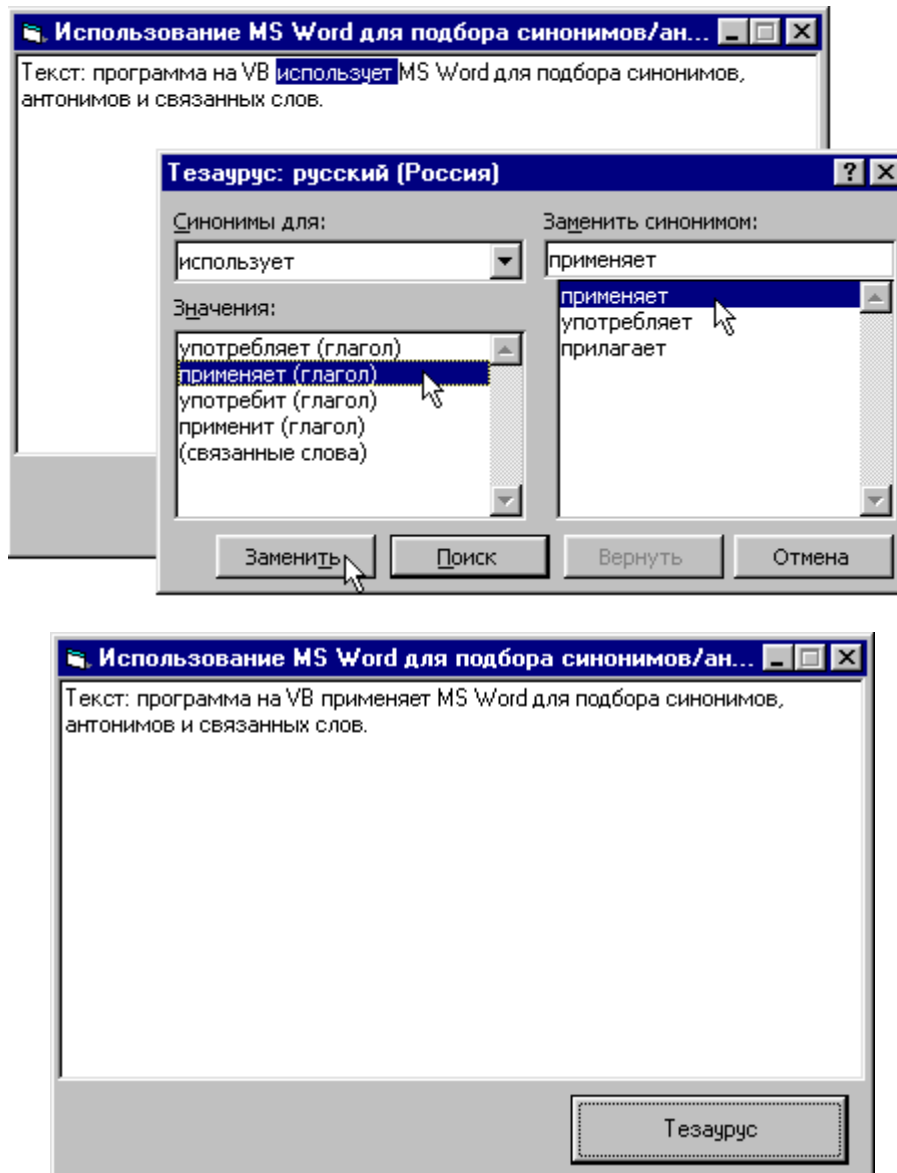 Использование MS Word для подбора синонимов/ан...
Текст: программа на VB использует MS Word для подбора синонимов,
антонимов и связанных слов.
Тезаурус: русский (Россия)
Синонимы для:
использует
Значения:
употребляет (глагол)
применяет (глагол)
употребит (глагол)
применит (глагол)
(связанные слова)
Заменить синонимом:
применяет
применяет
употребляет
прилагает
Заменить
Поиск
Вернуть
Отмена
Использование MS Word для подбора синонимов/ан...
Текст: программа на VB применяет MS Word для подбора синонимов,
антонимов и связанных слов.
Тезаурус